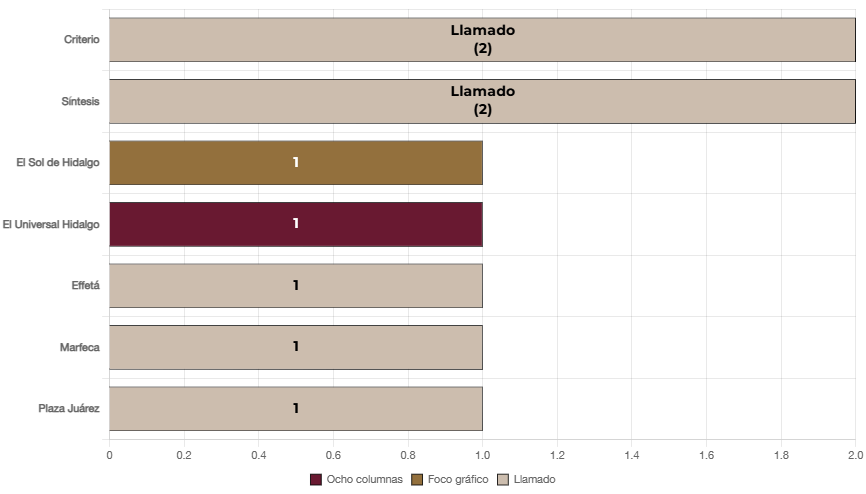 Criterio
Llamado
(2)
Síntesis
Llamado
(2)
El Sol de Hidalgo
1
El Universal Hidalgo
1
Effetá
1
Marfeca
1
Plaza Juárez
1
0 0.2 0.4 0.6 0.8 1.0 1.2 1.4 1.6 1.8 2.0
Ocho columnas Foco gráfico Llamado